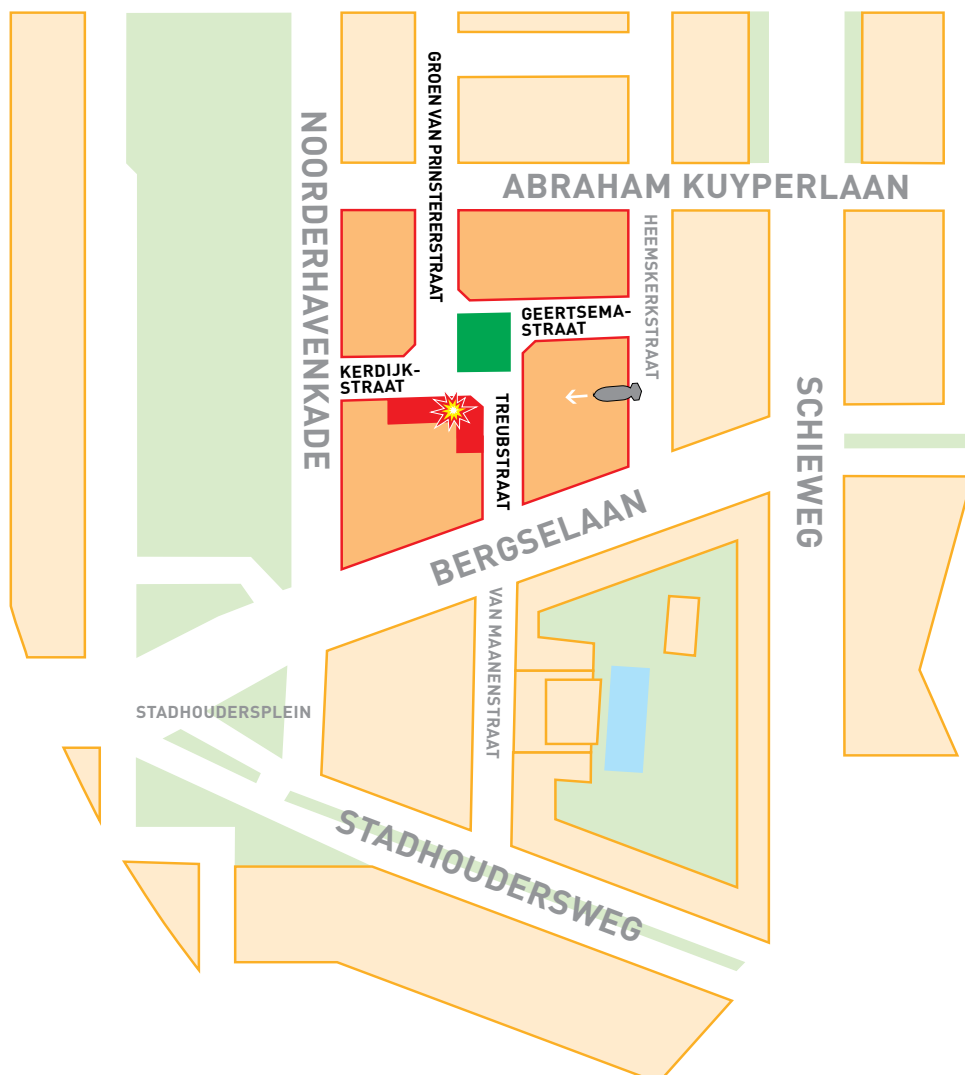 GROEN VAN PRINSTERERSTRAAT
NOORDERHAVENKADE
ABRAHAM KUYPERLAAN
HEEMSKERKSTRAAT
GEERTSEMA-
STRAAT
KERDIJK-
STRAAT
TREUBSTRAAT
SCHIEWEG
BERGSELAAN
VAN MAANENSTRAAT
STADHOUDERSPLEIN
STADHOUDERSWEG